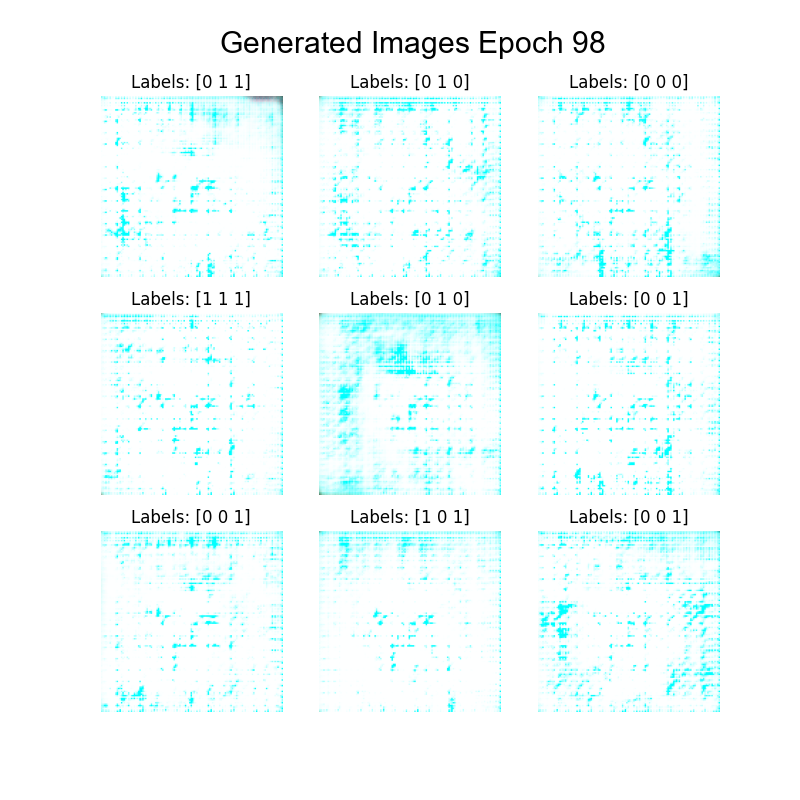 Generated Images Epoch 98
Labels: [0 1 1]
Labels: [0 1 0]
Labels: [0 0 0]
Labels: [1 1 1]
Labels: [0 1 0]
Labels: [0 0 1]
Labels: [0 0 1]
Labels: [1 0 1]
Labels: [0 0 1]